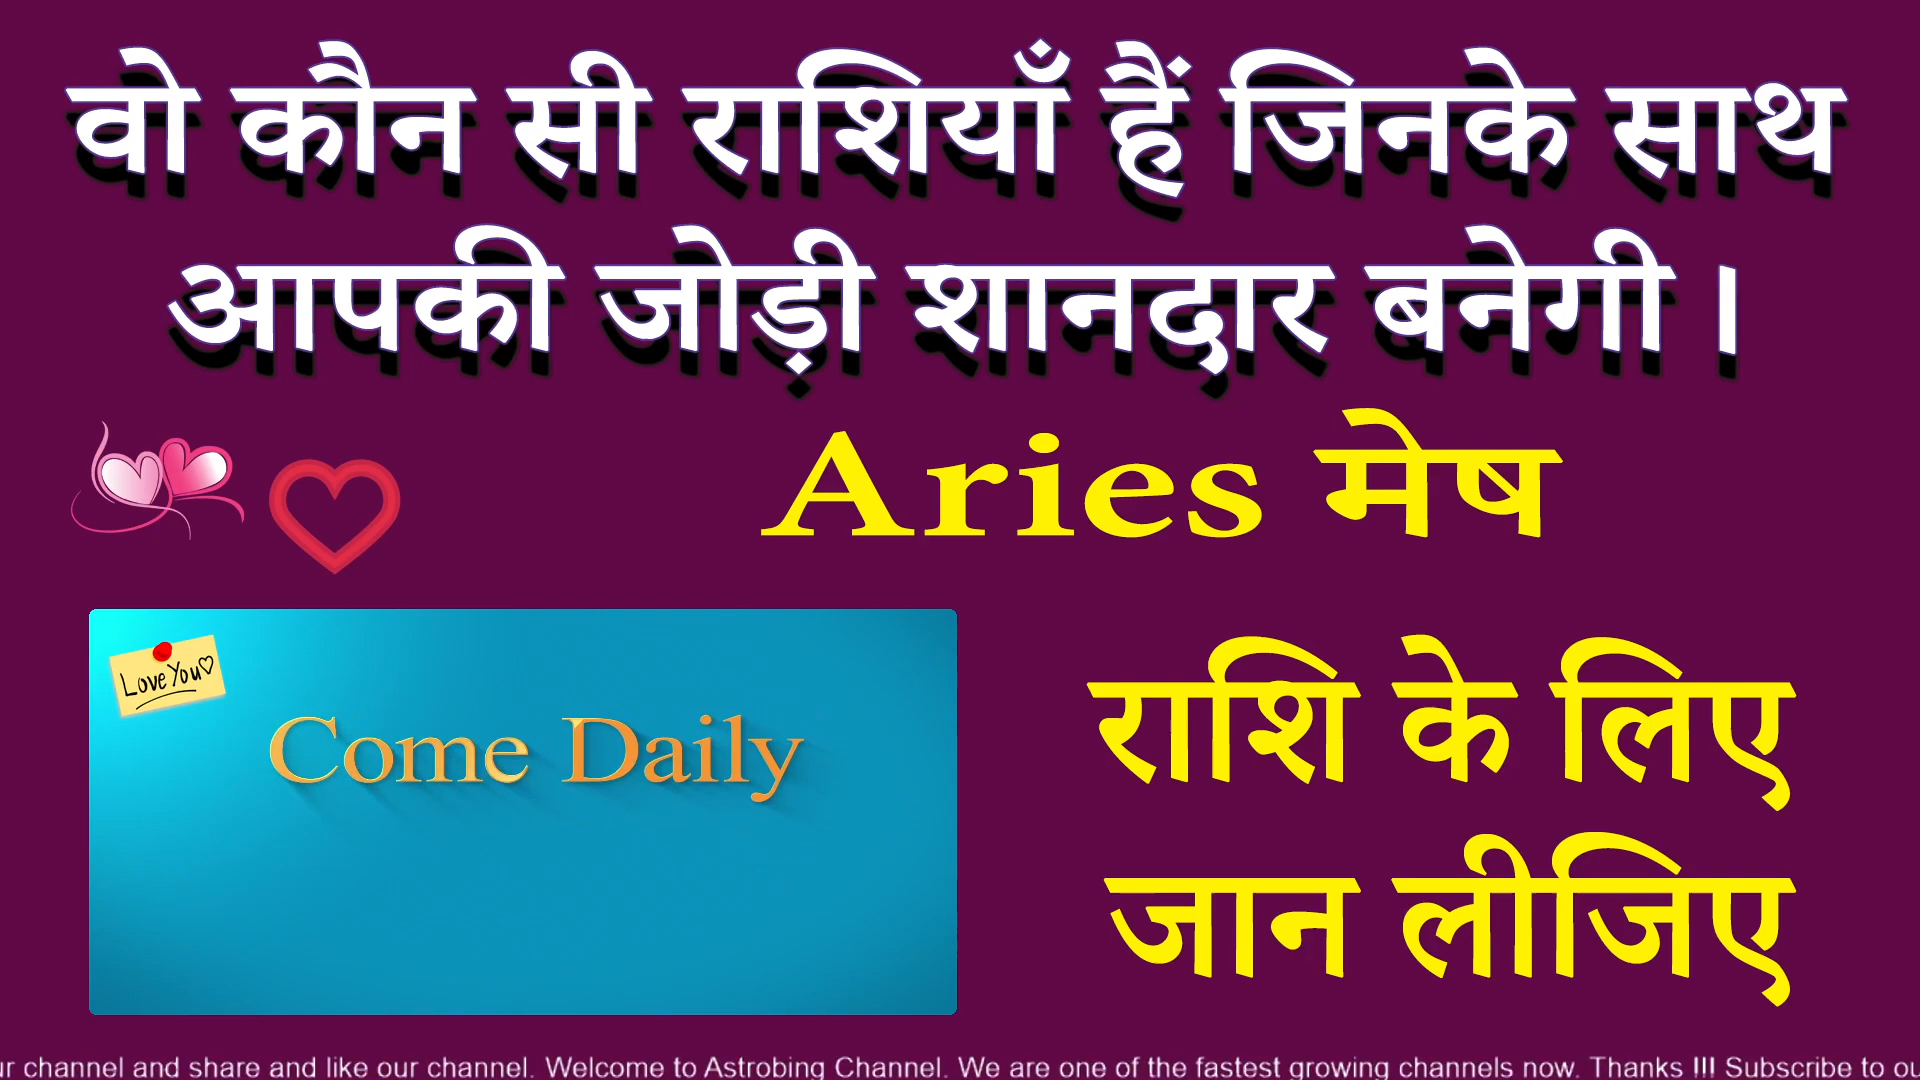 वो कौन सी राशियाँ हैं जिनके साथ
आपकी जोड़ी शानदार बनेगी ।
Aries मेष
Love You♡
Come Daily
राशि के लिए
जान लीजिए
channel and share and like our channel. Welcome to Astrobing Channel. We are one of the fastest growing channels now. Thanks !!! Subscribe to